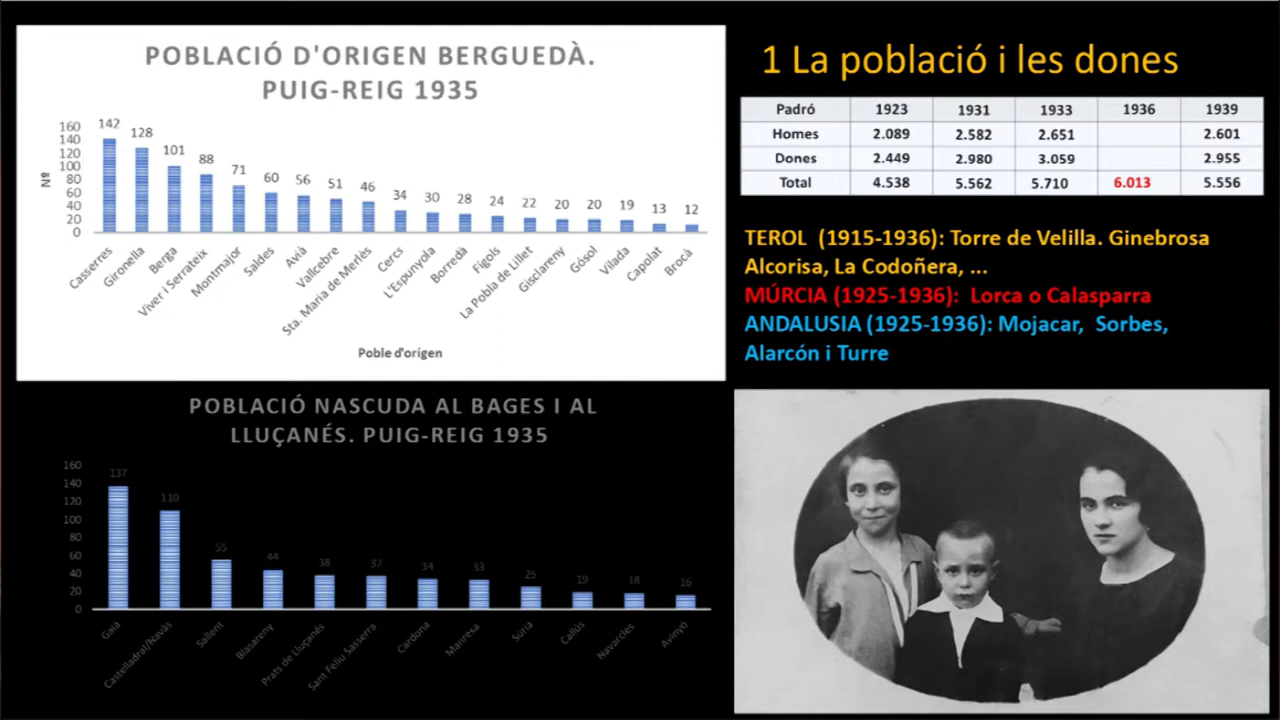 POBLACIÓ D'ORIGEN BERGUEDÀ.
PUIG-REIG 1935
Nº
160
140
120
100
80
60
40
20
0
142
128
101
88
71
60
56
51
46
34
30
28
24
22
20
20
19
13
12
Casserres
Gironella
Berga
Viver i Serrateix
Montmajor
Saldes
Avià
Vallcebre
Sta. Maria de Merlès
Cercs
L'Espunyola
Borredà
Fígols
La Pobla de Lillet
Gisclareny
Gósol
Vilada
Capolat
Brocà
Poble d'orígen
POBLACIÓ NASCUDA AL BAGES I AL
LLUÇANÉS. PUIG-REIG 1935
160
140
120
100
80
60
40
20
0
137
110
55
44
38
37
34
33
25
19
18
16
Gaia
Castelladral/Navàs
Sallent
Blasareny
Prats de Lluçanés
Sant Feliu Sasserra
Cardona
Manresa
Súria
Callús
Navarcles
Avinyó
1 La població i les dones
Padró 1923 1931 1933 1936 1939
Homes 2.089 2.582 2.651 2.601
Dones 2.449 2.980 3.059 2.955
Total 4.538 5.562 5.710 6.013 5.556
TEROL (1915-1936): Torre de Velilla. Ginebrosa
Alcorisa, La Codoñera, ...
MÚRCIA (1925-1936): Lorca o Calasparra
ANDALUSIA (1925-1936): Mojacar, Sorbes,
Alarcón i Turre